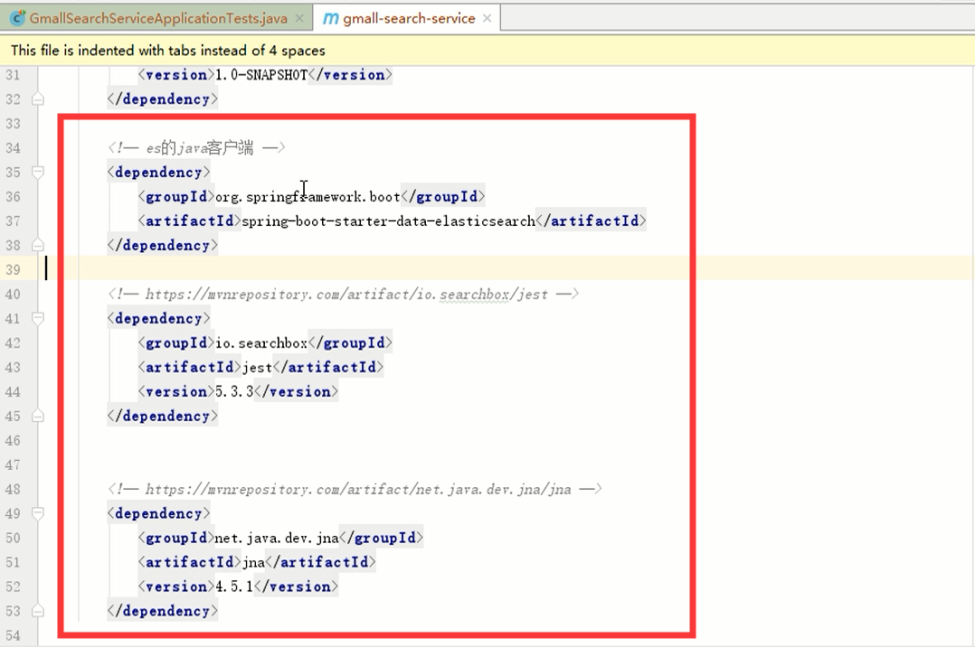 GmallSearchServiceApplicationTests.java
gmall-search-service
This file is indented with tabs instead of 4 spaces
31 <version>1.0-SNAPSHOT</version>
32 </dependency>
33
34 <!-- es的java客户端 -->
35 <dependency>
36 <groupId>org.springframework.boot</groupId>
37 <artifactId>spring-boot-starter-data-elasticsearch</artifactId>
38 </dependency>
39
40 <!-- https://mvnrepository.com/artifact/io.searchbox/jest -->
41 <dependency>
42 <groupId>io.searchbox</groupId>
43 <artifactId>jest</artifactId>
44 <version>5.3.3</version>
45 </dependency>
46
47
48 <!-- https://mvnrepository.com/artifact/net.java.dev.jna/jna -->
49 <dependency>
50 <groupId>net.java.dev.jna</groupId>
51 <artifactId>jna</artifactId>
52 <version>4.5.1</version>
53 </dependency>
54